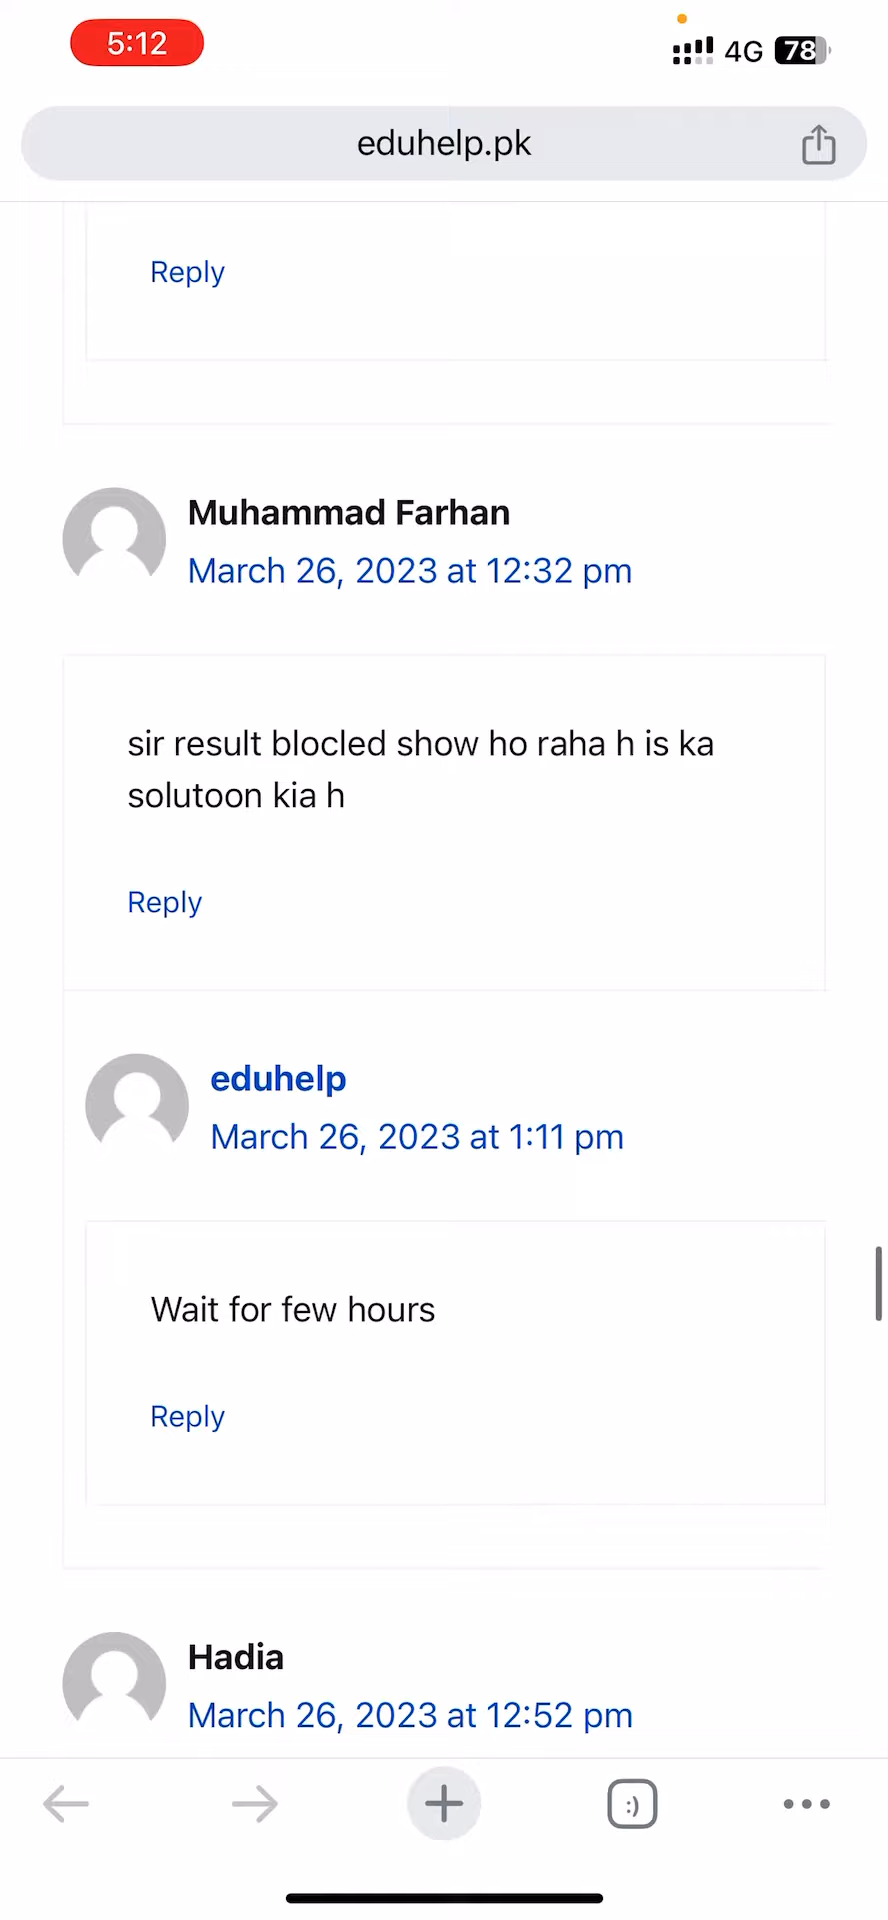 5:12
4G 78
eduhelp.pk
Reply
Muhammad Farhan
March 26, 2023 at 12:32 pm
sir result blocled show ho raha h is ka
solutoon kia h
Reply
eduhelp
March 26, 2023 at 1:11 pm
Wait for few hours
Reply
Hadia
March 26, 2023 at 12:52 pm
:)